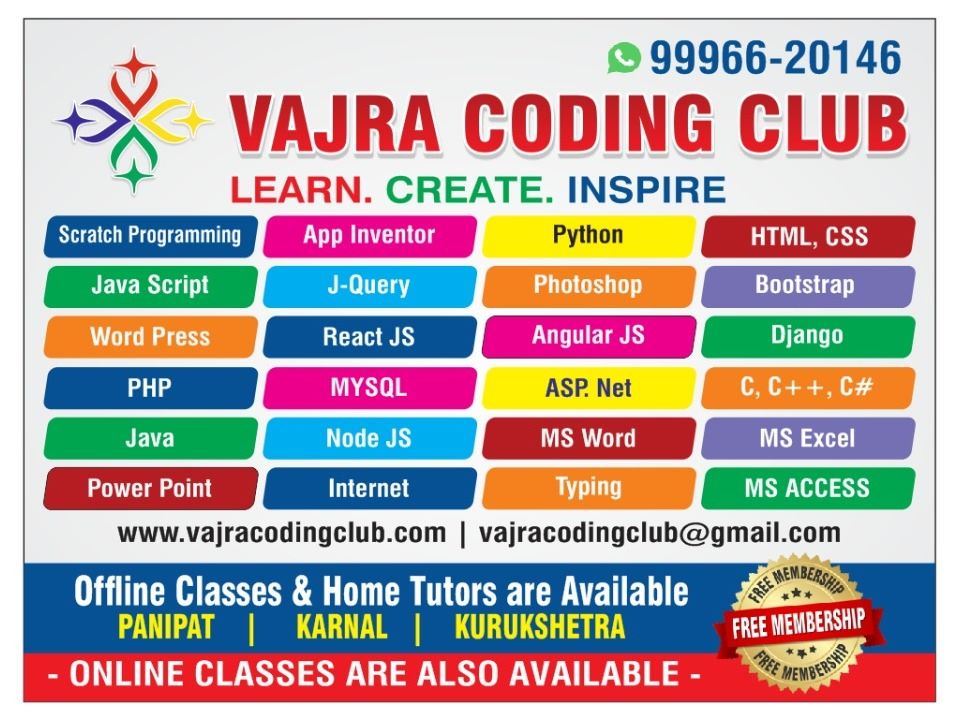 99966-20146
VAJRA CODING CLUB
LEARN. CREATE. INSPIRE
Scratch Programming App Inventor Python HTML, CSS
Java Script J-Query Photoshop Bootstrap
Word Press React JS Angular JS Django
PHP MYSQL ASP. Net C, C++, C#
Java Node JS MS Word MS Excel
Power Point Internet Typing MS ACCESS
www.vajracodingclub.com | vajracodingclub@gmail.com
Offline Classes & Home Tutors are Available
PANIPAT | KARNAL | KURUKSHETRA
FREE MEMBERSHIP
FREE MEMBERSHIP
FREE MEMBERSHIP
- ONLINE CLASSES ARE ALSO AVAILABLE -